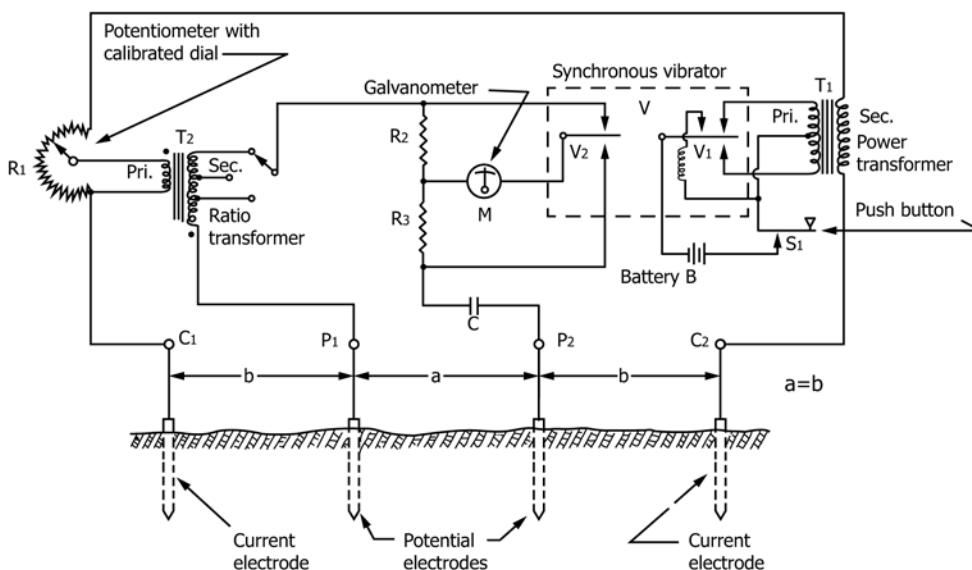 Potentiometer with
calibrated dial
Galvanometer
Synchronous vibrator
T1
V
Pri.
Sec.
Power
transformer
T2
R2
V2
V1
R1
Pri.
Sec.
M
Ratio
transformer
R3
Push button
S1
Battery B
C
C1
P1
P2
C2
b
a
b
a=b
Current
electrode
Potential
electrodes
Current
electrode